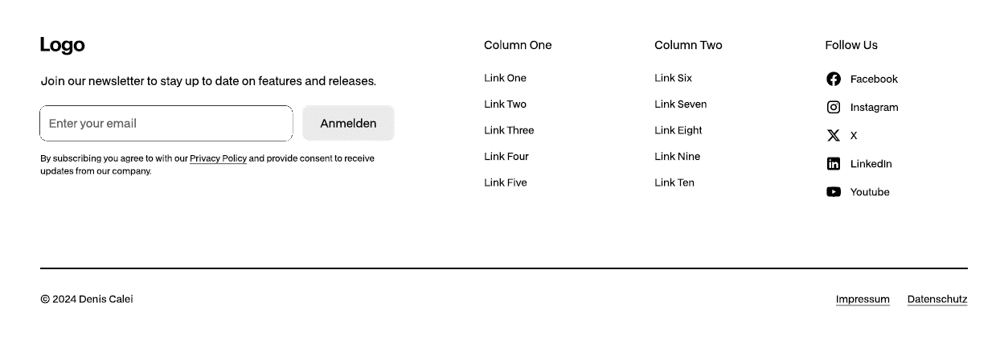 Logo
Join our newsletter to stay up to date on features and releases.
Enter your email
Anmelden
By subscribing you agree to with our Privacy Policy and provide consent to receive
updates from our company.
Column One
Link One
Link Two
Link Three
Link Four
Link Five
Column Two
Link Six
Link Seven
Link Eight
Link Nine
Link Ten
Follow Us
Facebook
Instagram
X
LinkedIn
Youtube
© 2024 Denis Calei
Impressum
Datenschutz